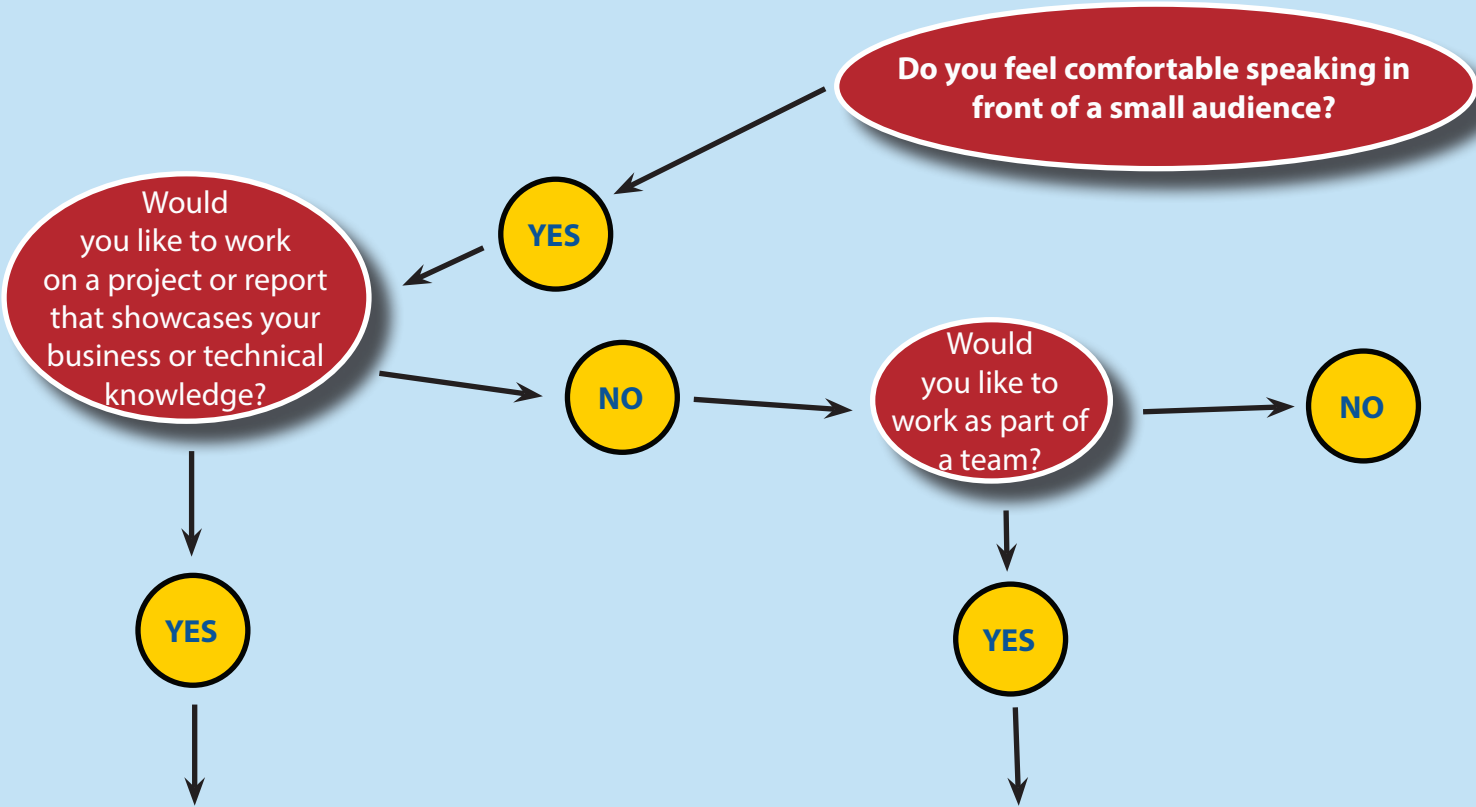 Do you feel comfortable speaking in
front of a small audience?
YES
Would
you like to work
on a project or report
that showcases your
business or technical
knowledge?
NO
Would
you like to
work as part of
a team?
NO
YES
YES